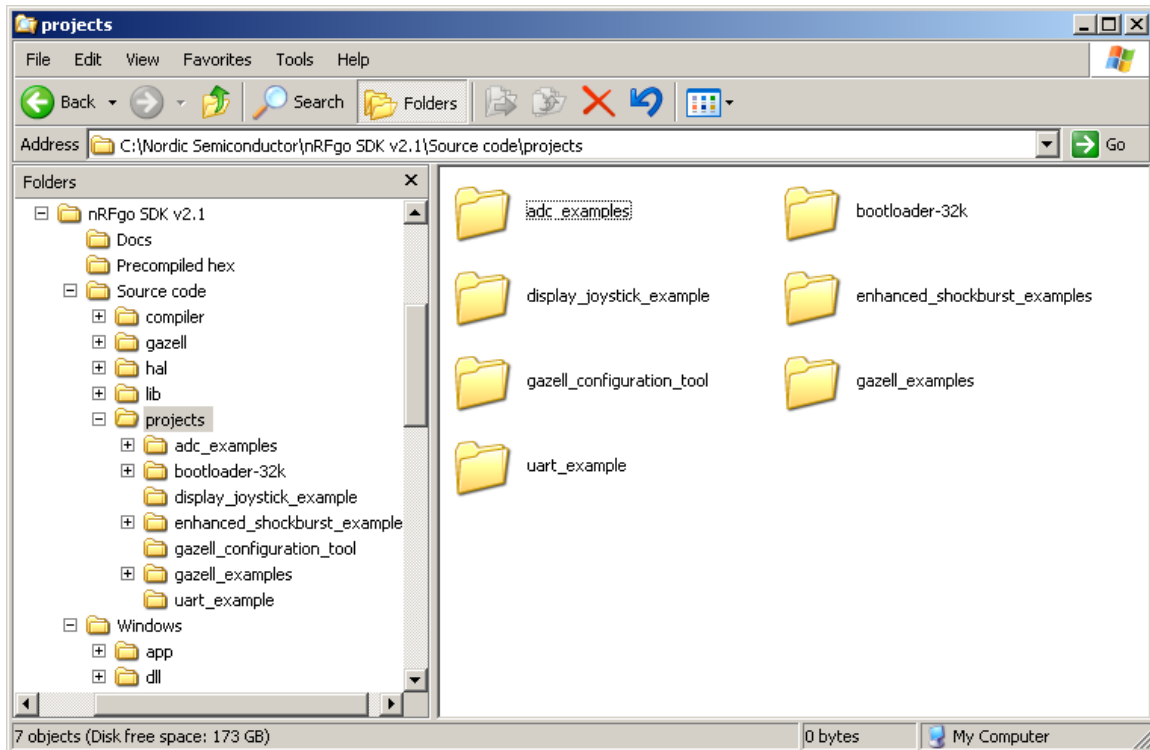 projects
File Edit View Favorites Tools Help
Back Search Folders
Address C:\Nordic Semiconductor\nRFgo SDK v2.1\Source code\projects Go
Folders
nRFgo SDK v2.1
Docs
Precompiled hex
Source code
compiler
gazell
hal
lib
projects
adc_examples
bootloader-32k
display_joystick_example
enhanced_shockburst_example
gazell_configuration_tool
gazell_examples
uart_example
Windows
app
dll
adc_examples bootloader-32k
display_joystick_example enhanced_shockburst_examples
gazell_configuration_tool gazell_examples
uart_example
7 objects (Disk free space: 173 GB) 0 bytes My Computer